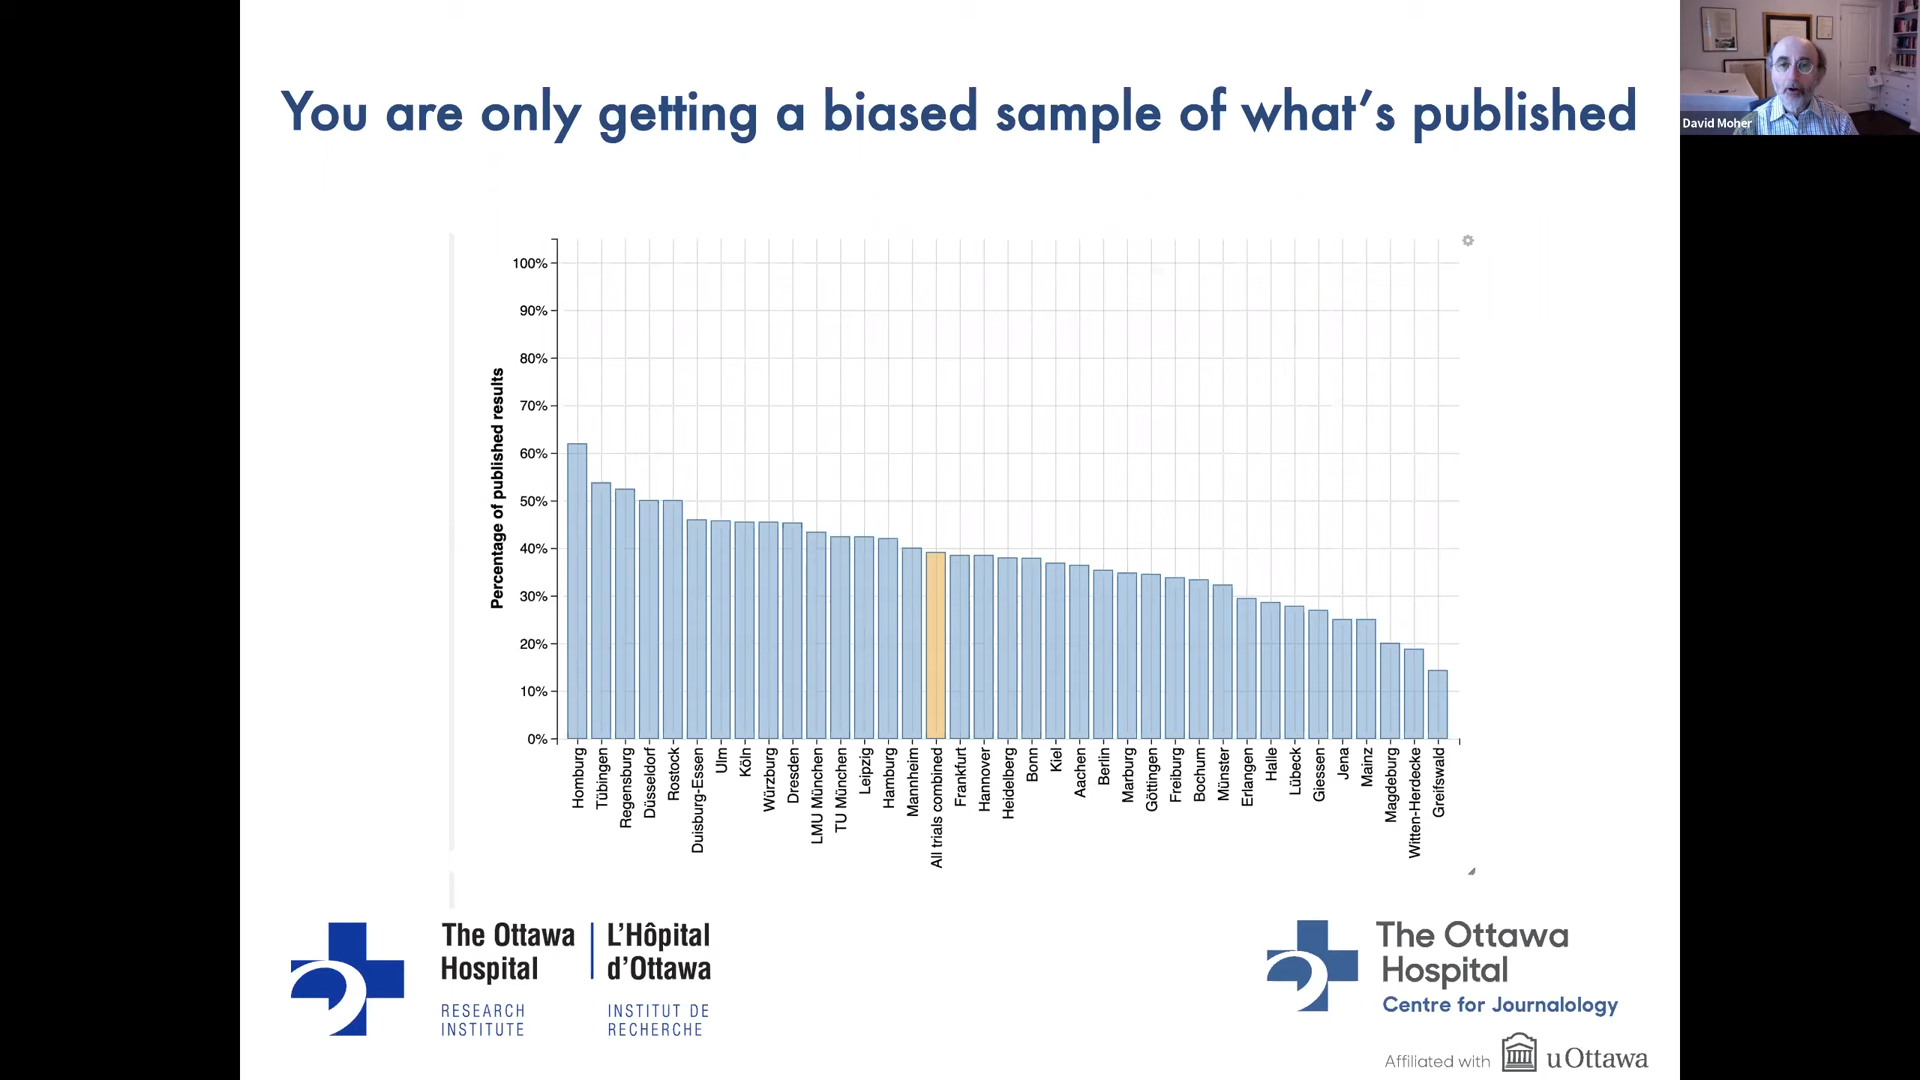 You are only getting a biased sample of what's published
David Moher
Percentage of published results
100%
90%
80%
70%
60%
50%
40%
30%
20%
10%
0%
Homburg
Tübingen
Regensburg
Düsseldorf
Rostock
Duisburg-Essen
Ulm
Köln
Würzburg
Dresden
LMU München
TU München
Leipzig
Hamburg
Mannheim
All trials combined
Frankfurt
Hannover
Heidelberg
Bonn
Kiel
Aachen
Berlin
Marburg
Göttingen
Freiburg
Bochum
Münster
Erlangen
Halle
Lübeck
Giessen
Jena
Mainz
Magdeburg
Witten-Herdecke
Greifswald
The Ottawa
Hospital
RESEARCH
INSTITUTE
L'Hôpital
d'Ottawa
INSTITUT DE
RECHERCHE
The Ottawa
Hospital
Centre for Journalology
Affiliated with
uOttawa